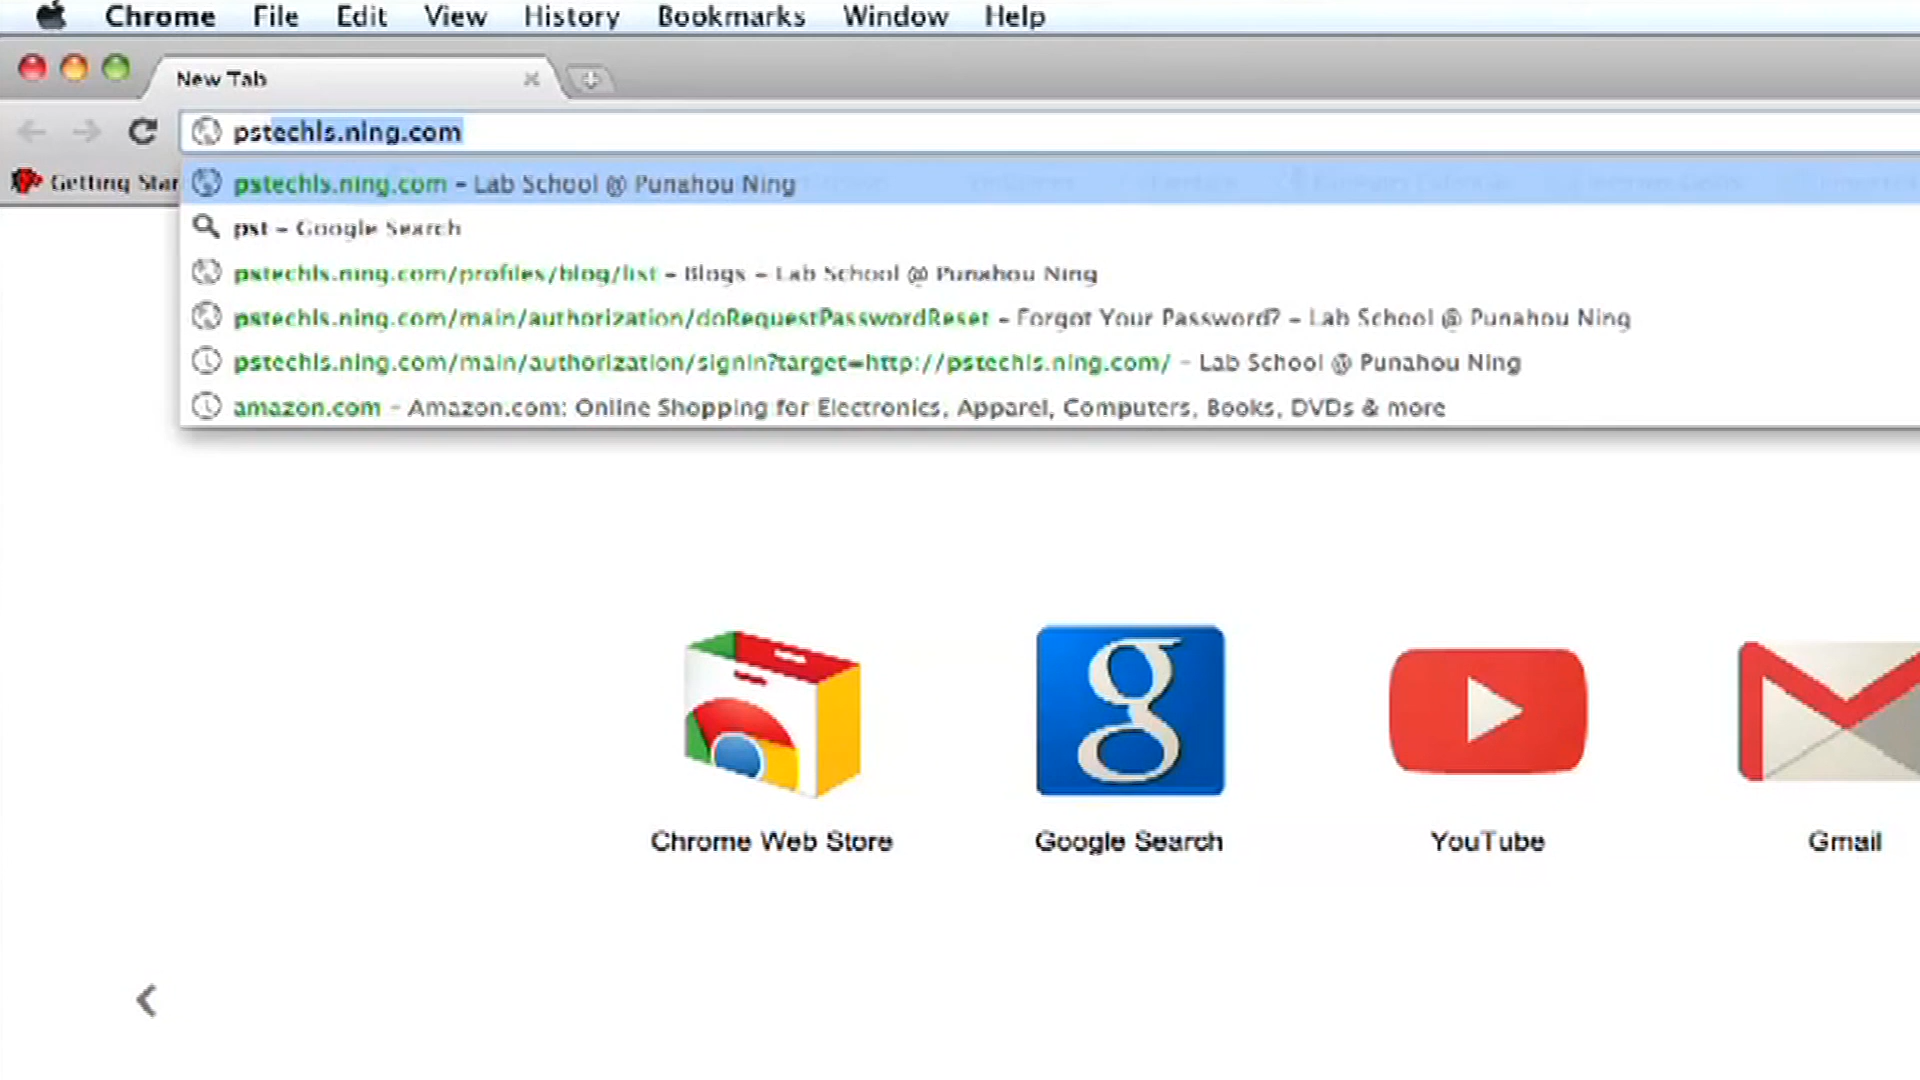 Chrome File Edit View History Bookmarks Window Help
New Tab
pstechls.ning.com
Getting Star
pstechls.ning.com - Lab School @ Punahou Ning
pst - Google Search
pstechls.ning.com/profiles/blog/list - Blogs - Lab School @ Punahou Ning
pstechls.ning.com/main/authorization/doRequestPasswordReset - Forgot Your Password? - Lab School @ Punahou Ning
pstechls.ning.com/main/authorization/signin?target=http://pstechls.ning.com/ - Lab School @ Punahou Ning
amazon.com - Amazon.com: Online Shopping for Electronics, Apparel, Computers, Books, DVDs & more
Chrome Web Store Google Search YouTube Gmail